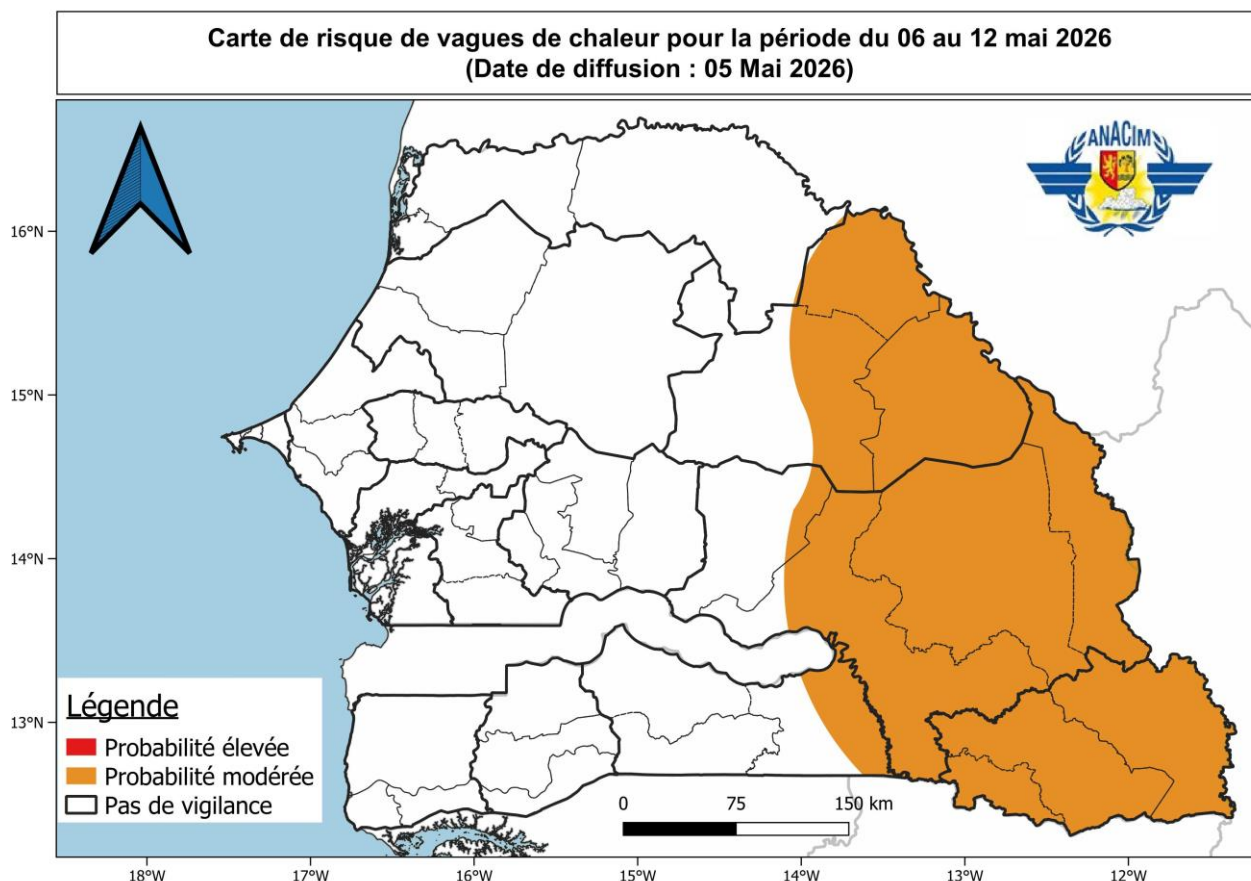 Carte de risque de vagues de chaleur pour la période du 06 au 12 mai 2026
(Date de diffusion : 05 Mai 2026)
ANACIM
16°N
15°N
14°N
13°N
Légende
Probabilité élevée
Probabilité modérée
Pas de vigilance
0 75 150 km
18°W 17°W 16°W 15°W 14°W 13°W 12°W